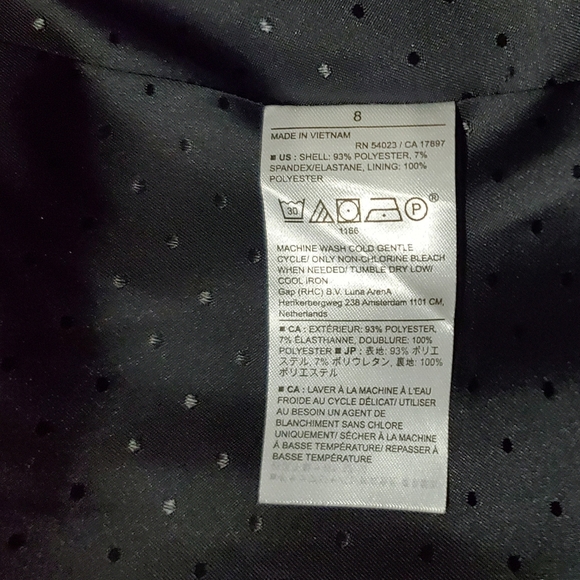 8
MADE IN VIETNAM
RN 54023 / CA 17897
■ US : SHELL: 93% POLYESTER, 7%
SPANDEX/ELASTANE, LINING: 100%
POLYESTER
30 P ®
1166
MACHINE WASH COLD GENTLE
CYCLE/ ONLY NON-CHLORINE BLEACH
WHEN NEEDED/ TUMBLE DRY LOW/
COOL IRON
Gap (RHC) B.V. Luna ArenA
Herikerbergweg 238 Amsterdam 1101 CM,
Netherlands
■ CA : EXTÉRIEUR: 93% POLYESTER,
7% ÉLASTHANNE, DOUBLURE: 100%
POLYESTER ■ JP : 表地: 93% ポリエ
ステル, 7% ポリウレタン, 裏地: 100%
ポリエステル
■ CA : LAVER À LA MACHINE À L'EAU
FROIDE AU CYCLE DÉLICAT/ UTILISER
AU BESOIN UN AGENT DE
BLANCHIMENT SANS CHLORE
UNIQUEMENT/ SÉCHER À LA MACHINE
À BASSE TEMPÉRATURE/ REPASSER À
BASSE TEMPÉRATURE